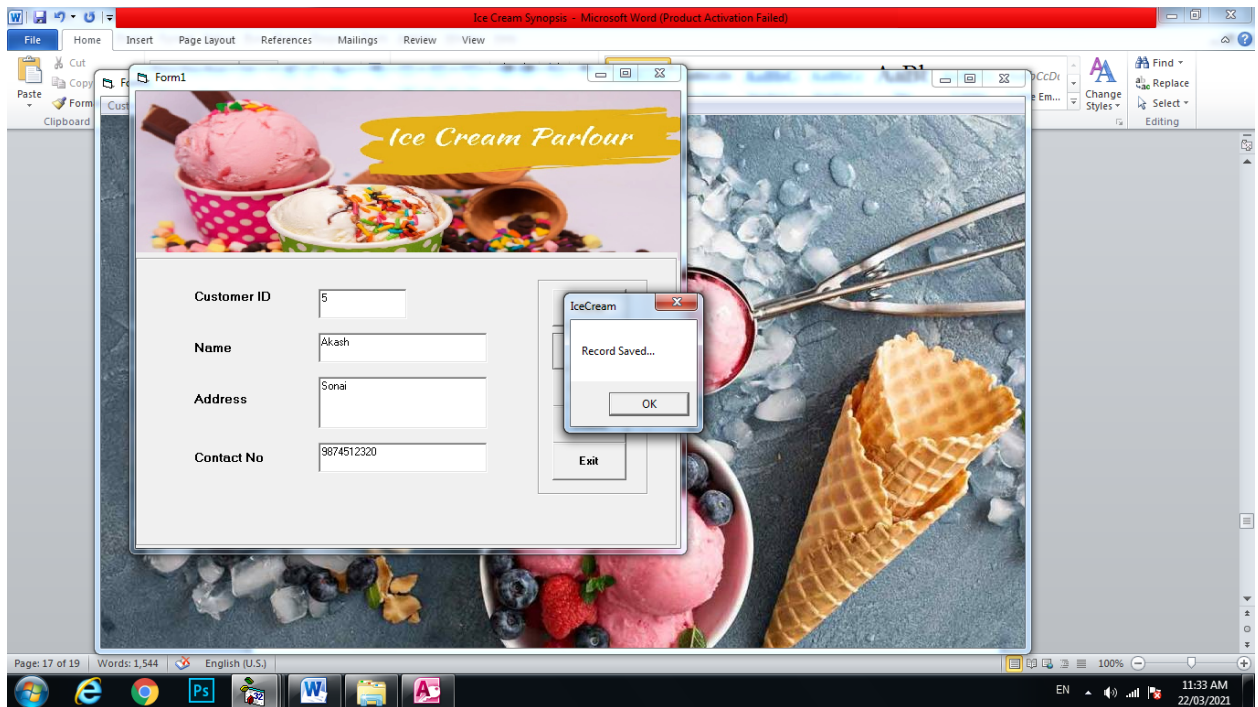 Ice Cream Synopsis - Microsoft Word (Product Activation Failed)
File Home Insert Page Layout References Mailings Review View
Cut
Copy
Paste
Form
Clipboard
Form1
Cust
Ice Cream Parlour
Customer ID 5
Name Akash
Address Sonai
Contact No 9874512320
IceCream
Record Saved...
OK
Exit
Change
Styles
Find
Replace
Select
Editing
Page: 17 of 19 Words: 1,544 English (U.S.) 100%
Ps
W
EN
11:33 AM
22/03/2021